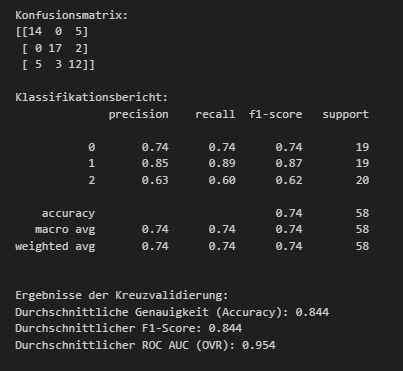 Konfusionsmatrix:
[[14  0  5]
 [ 0 17  2]
 [ 5  3 12]]
Klassifikationsbericht:
              precision    recall  f1-score   support
           0       0.74      0.74      0.74        19
           1       0.85      0.89      0.87        19
           2       0.63      0.60      0.62        20
    accuracy                           0.74        58
   macro avg       0.74      0.74      0.74        58
weighted avg       0.74      0.74      0.74        58
Ergebnisse der Kreuzvalidierung:
Durchschnittliche Genauigkeit (Accuracy): 0.844
Durchschnittlicher F1-Score: 0.844
Durchschnittlicher ROC AUC (OVR): 0.954